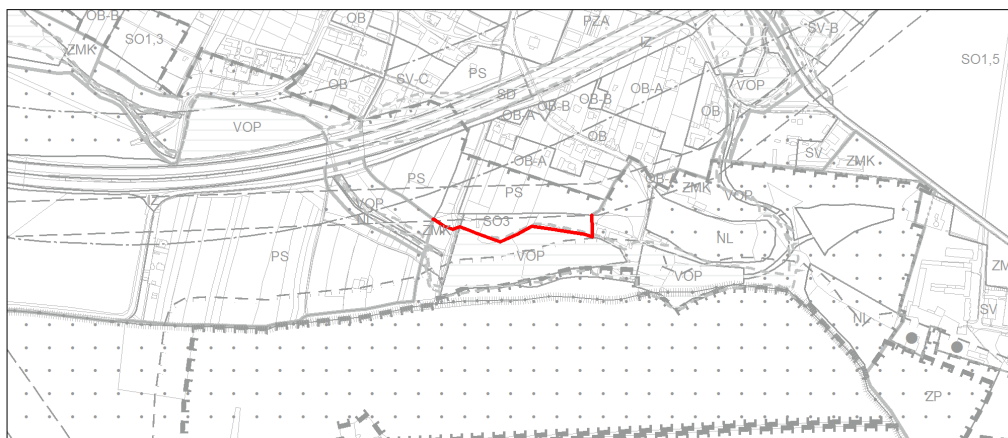 OB-B
SO1,3
ZMK
OB
PZA
SV-B
SO1,5
IZ
OB
SV-C
PS
SD
OB-B
OB-B
OB-A
OB-A
VOP
OB
VOP
OB
OB-A
SV
ZMK
PS
PS
OB-
ZMK
VOP
IZ
VOP
NL
SO3
ZMK
VOP
NL
PS
VOP
ZM
NL
SV
ZP